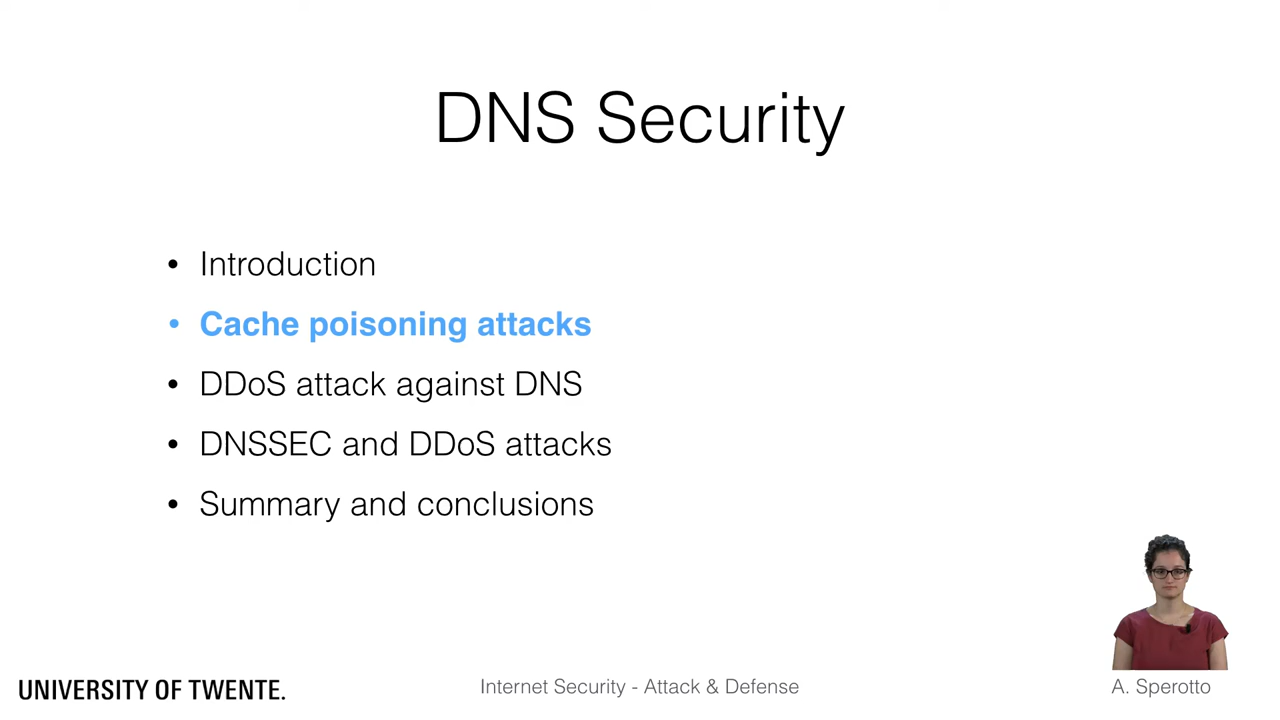 DNS Security
• Introduction
• Cache poisoning attacks
• DDoS attack against DNS
• DNSSEC and DDoS attacks
• Summary and conclusions
UNIVERSITY OF TWENTE.
Internet Security - Attack & Defense
A. Sperotto